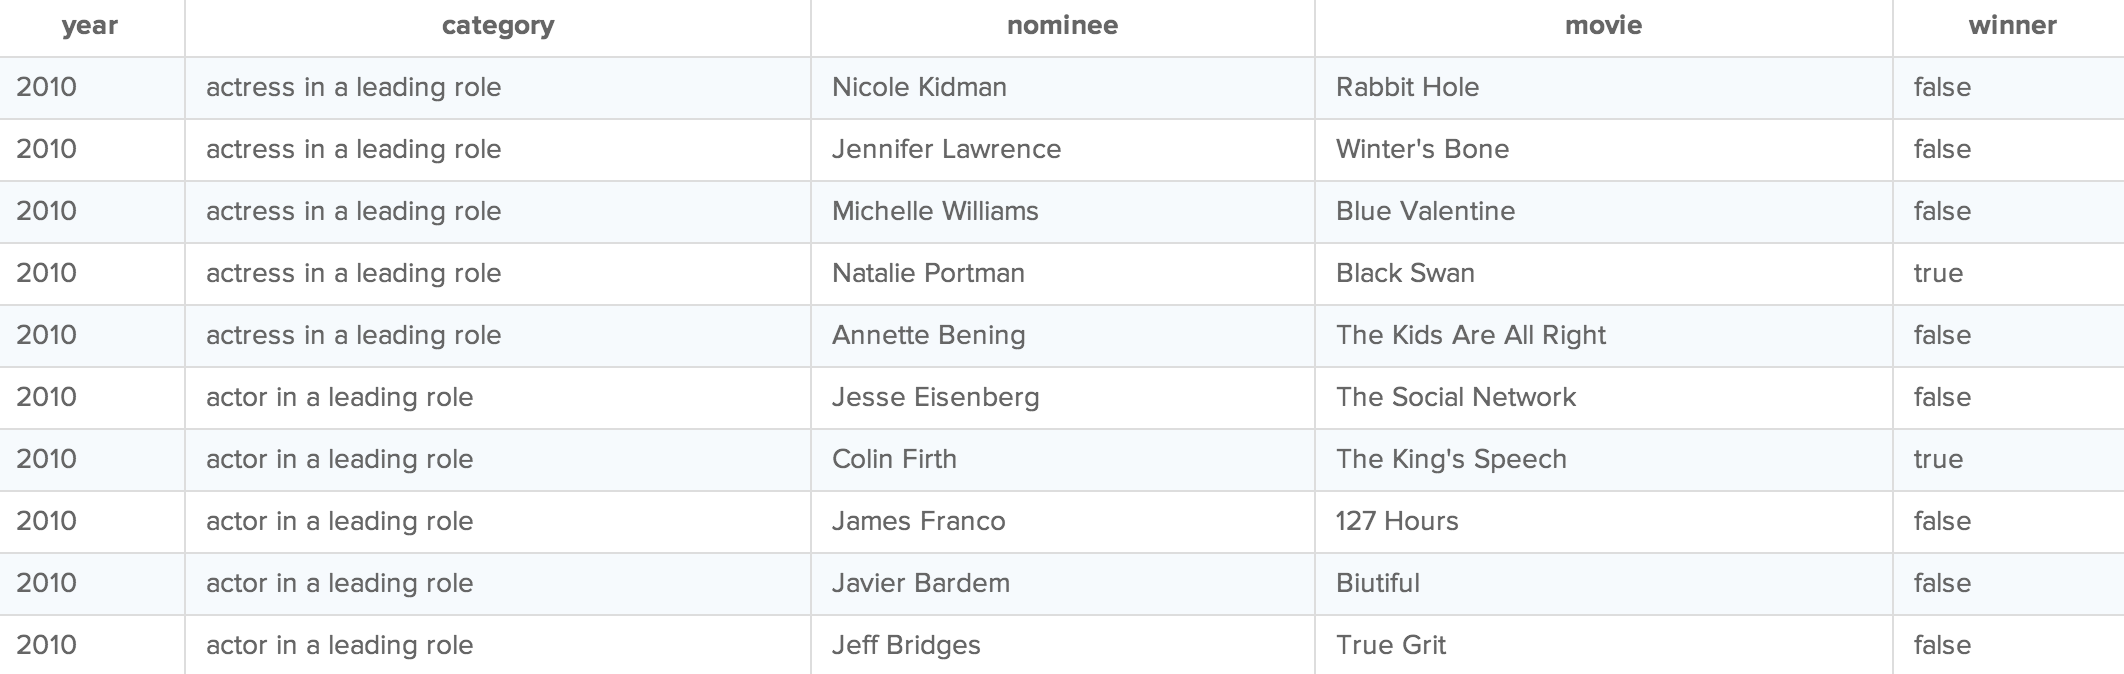 year category nominee movie winner
2010 actress in a leading role Nicole Kidman Rabbit Hole false
2010 actress in a leading role Jennifer Lawrence Winter's Bone false
2010 actress in a leading role Michelle Williams Blue Valentine false
2010 actress in a leading role Natalie Portman Black Swan true
2010 actress in a leading role Annette Bening The Kids Are All Right false
2010 actor in a leading role Jesse Eisenberg The Social Network false
2010 actor in a leading role Colin Firth The King's Speech true
2010 actor in a leading role James Franco 127 Hours false
2010 actor in a leading role Javier Bardem Biutiful false
2010 actor in a leading role Jeff Bridges True Grit false